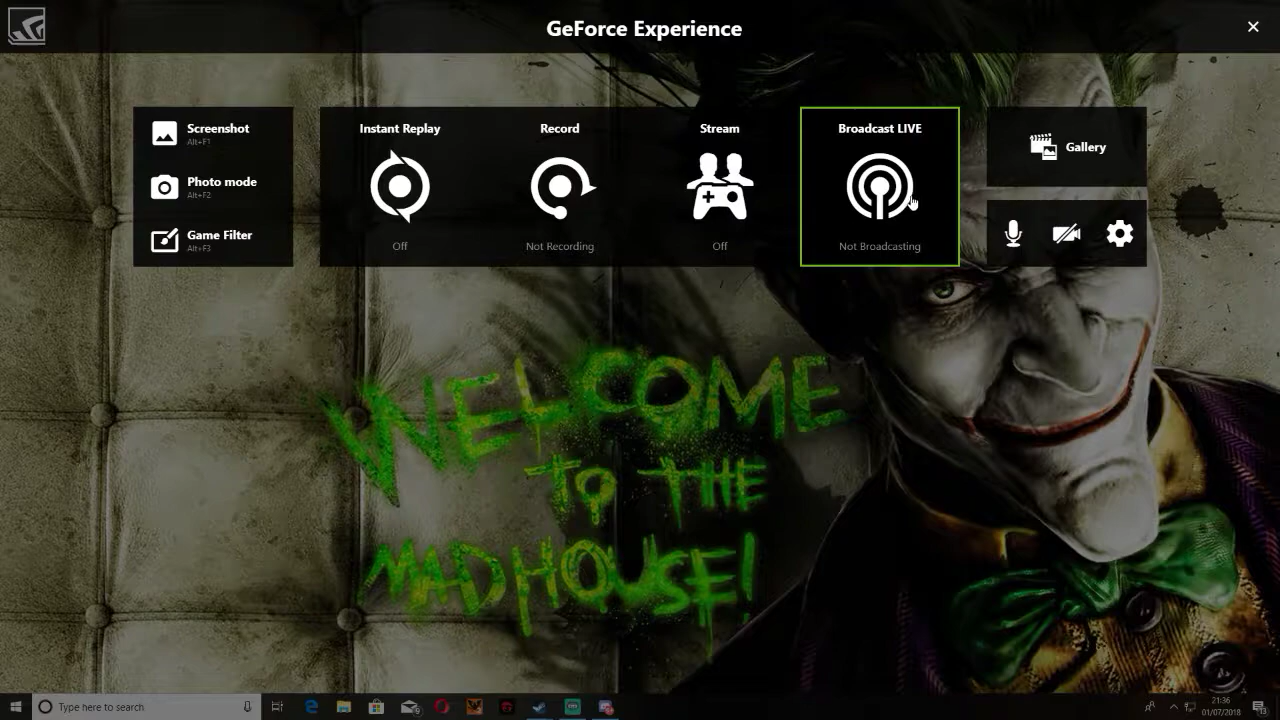 GeForce Experience
Screenshot
Alt+F1
Photo mode
Alt+F2
Game Filter
Alt+F3
Instant Replay
Off
Record
Not Recording
Stream
Off
Broadcast LIVE
Not Broadcasting
Gallery
WELCOME
TO THE
MADHOUSE!
Type here to search
21:36
01/07/2018